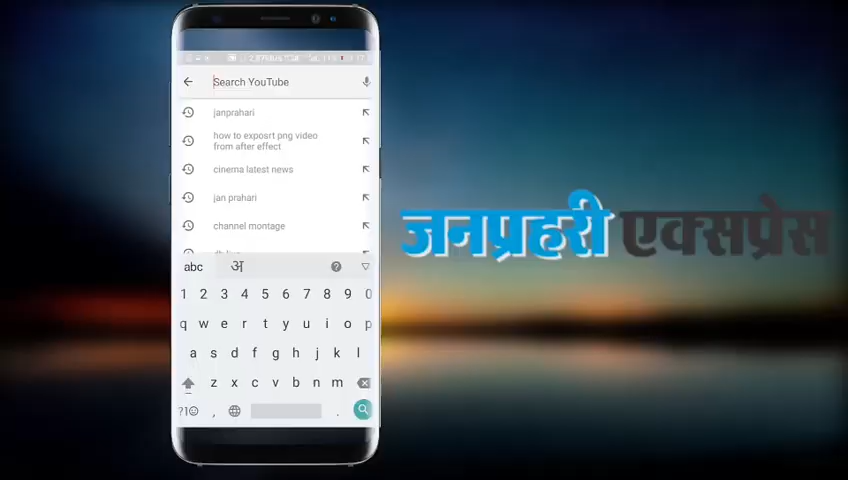 Search YouTube
janprahari
how to exposrt png video
from after effect
cinema latest news
jan prahari
channel montage
abc अ
1 2 3 4 5 6 7 8 9 0
q w e r t y u i o p
a s d f g h j k l
z x c v b n m
?1☺ , .
जनप्रहरी एक्सप्रेस